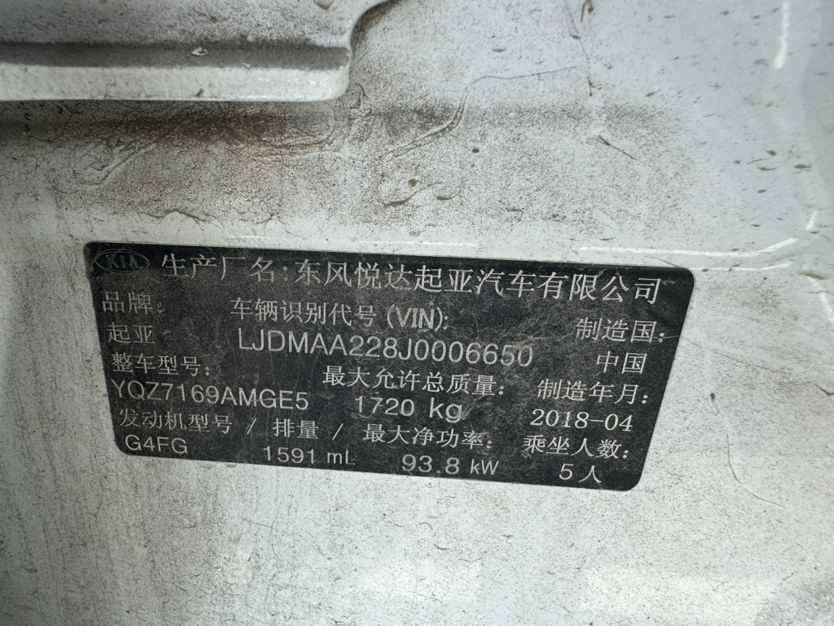 KIA 生产厂名：东风悦达起亚汽车有限公司
品牌： 车辆识别代号 (VIN): 制造国：
起亚 LJDMAA228J0006650 中国
整车型号： 最大允许总质量： 制造年月：
YQZ7169AMGE5 1720 kg 2018-04
发动机型号 / 排量 / 最大净功率： 乘坐人数：
G4FG 1591 mL 93.8 kW 5 人